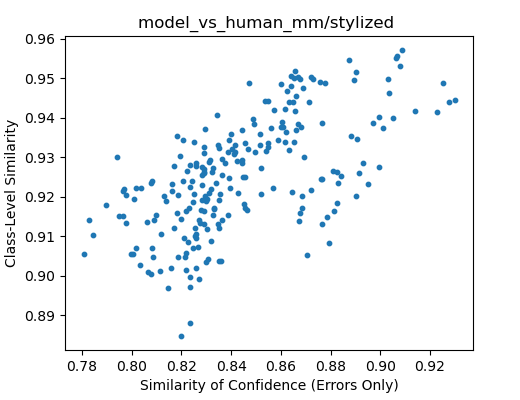 model_vs_human_mm/stylized
0.96
0.95
0.94
0.93
0.92
0.91
0.90
0.89
Class-Level Similarity
0.78 0.80 0.82 0.84 0.86 0.88 0.90 0.92
Similarity of Confidence (Errors Only)